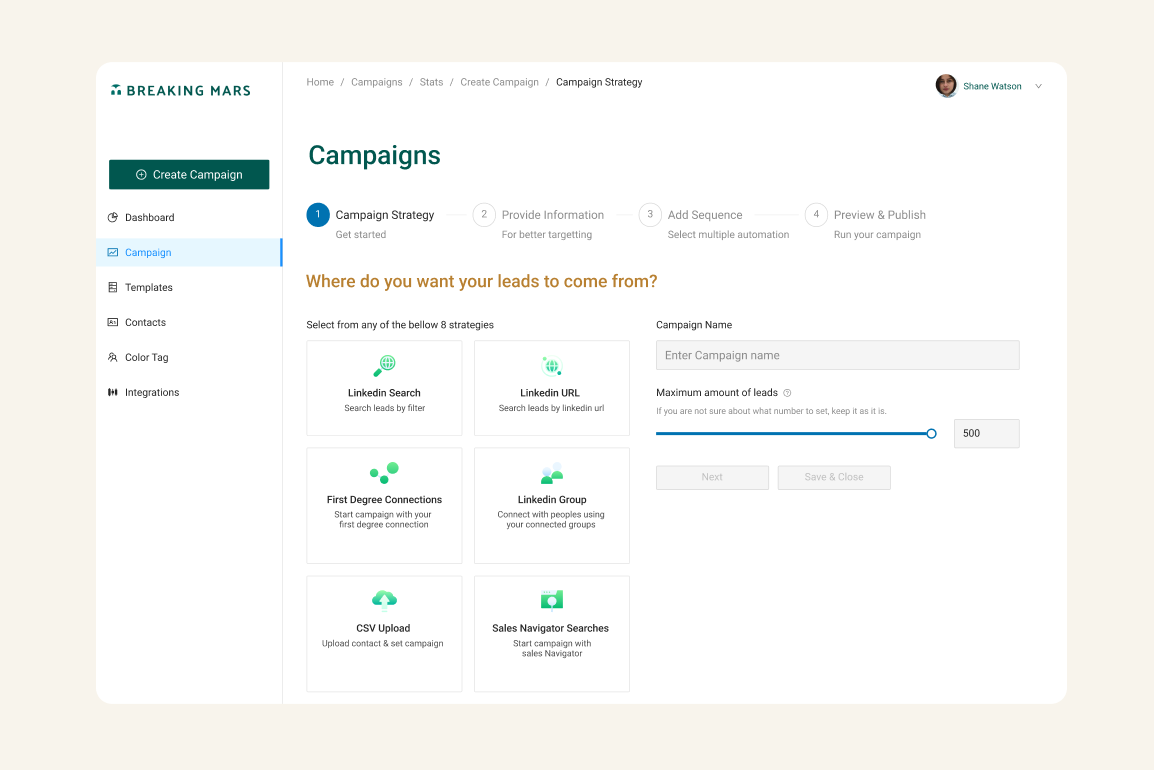 BREAKING MARS
Home / Campaigns / Stats / Create Campaign / Campaign Strategy
Shane Watson
Create Campaign
Dashboard
Campaign
Templates
Contacts
Color Tag
Integrations
Campaigns
1 Campaign Strategy
Get started
2 Provide Information
For better targetting
3 Add Sequence
Select multiple automation
4 Preview & Publish
Run your campaign
Where do you want your leads to come from?
Select from any of the bellow 8 strategies
Linkedin Search
Search leads by filter
Linkedin URL
Search leads by linkedin url
First Degree Connections
Start campaign with your
first degree connection
Linkedin Group
Connect with peoples using
your connected groups
CSV Upload
Upload contact & set campaign
Sales Navigator Searches
Start campaign with
sales Navigator
Campaign Name
Enter Campaign name
Maximum amount of leads
If you are not sure about what number to set, keep it as it is.
500
Next
Save & Close